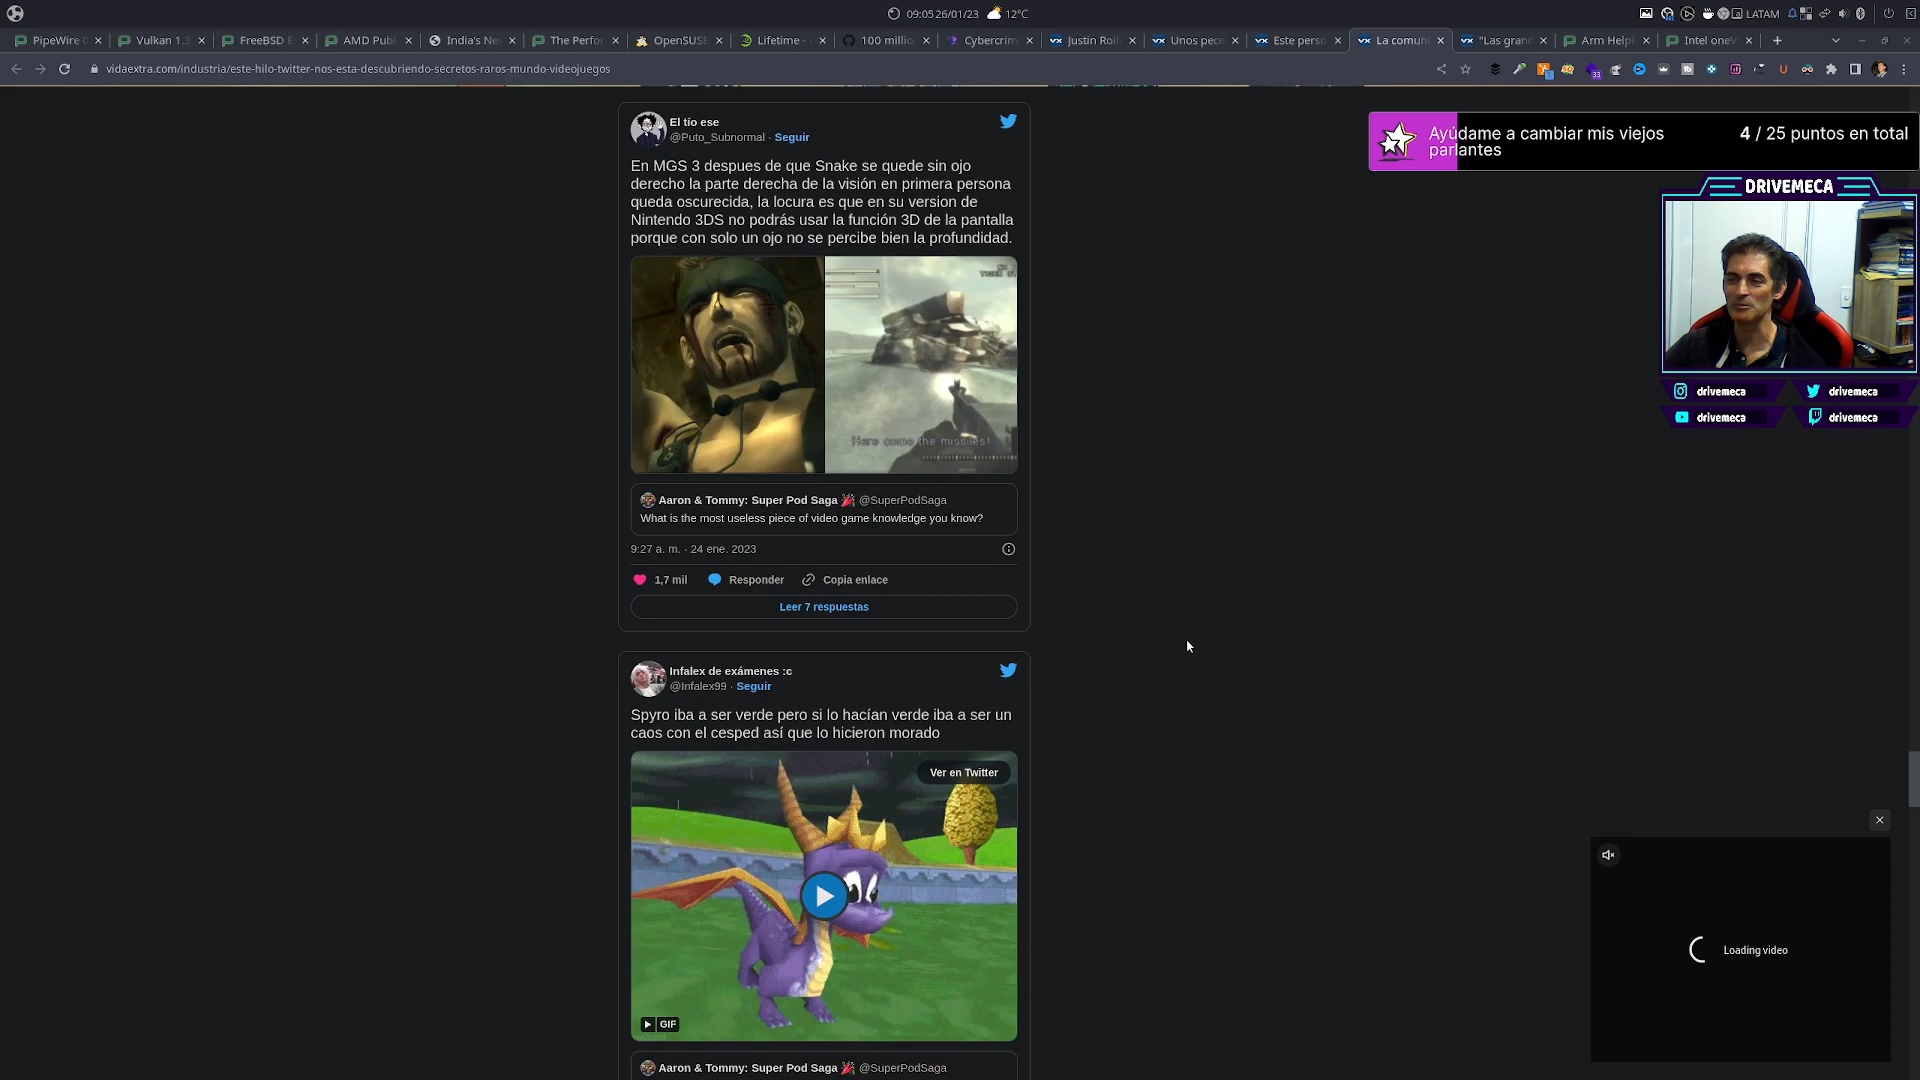 09:05 26/01/23 12°C
LATAM
PipeWire 0
Vulkan 1.3
FreeBSD E
AMD Publ
India's Ne
The Perfo
OpenSUS
Lifetime -
100 millio
Cybercrim
Justin Roil
Unos pece
Este perso
La comuni
"Las gran
Arm Help
Intel oneV
vidaextra.com/industria/este-hilo-twitter-nos-esta-descubriendo-secretos-raros-mundo-videojuegos
33
Ayúdame a cambiar mis viejos parlantes
4 / 25 puntos en total
DRIVEMECA
drivemeca
drivemeca
drivemeca
drivemeca
El tío ese
@Puto_Subnormal · Seguir
En MGS 3 despues de que Snake se quede sin ojo
derecho la parte derecha de la visión en primera persona
queda oscurecida, la locura es que en su version de
Nintendo 3DS no podrás usar la función 3D de la pantalla
porque con solo un ojo no se percibe bien la profundidad.
Here come the missiles!
Aaron & Tommy: Super Pod Saga 🎉 @SuperPodSaga
What is the most useless piece of video game knowledge you know?
9:27 a. m. · 24 ene. 2023
1,7 mil Responder Copia enlace
Leer 7 respuestas
Infalex de exámenes :c
@Infalex99 · Seguir
Spyro iba a ser verde pero si lo hacían verde iba a ser un
caos con el cesped así que lo hicieron morado
Ver en Twitter
GIF
Aaron & Tommy: Super Pod Saga 🎉 @SuperPodSaga
Loading video